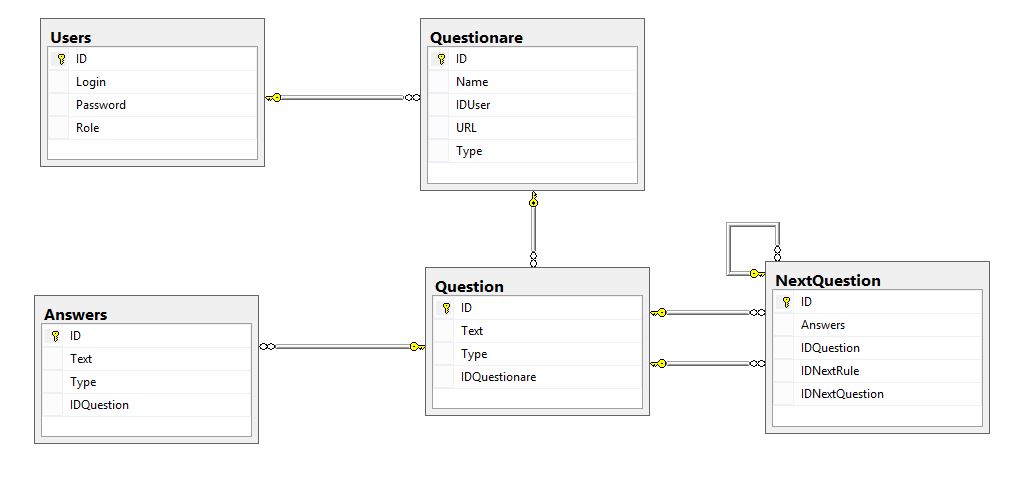 Users
ID
Login
Password
Role
Questionare
ID
Name
IDUser
URL
Type
Answers
ID
Text
Type
IDQuestion
Question
ID
Text
Type
IDQuestionare
NextQuestion
ID
Answers
IDQuestion
IDNextRule
IDNextQuestion